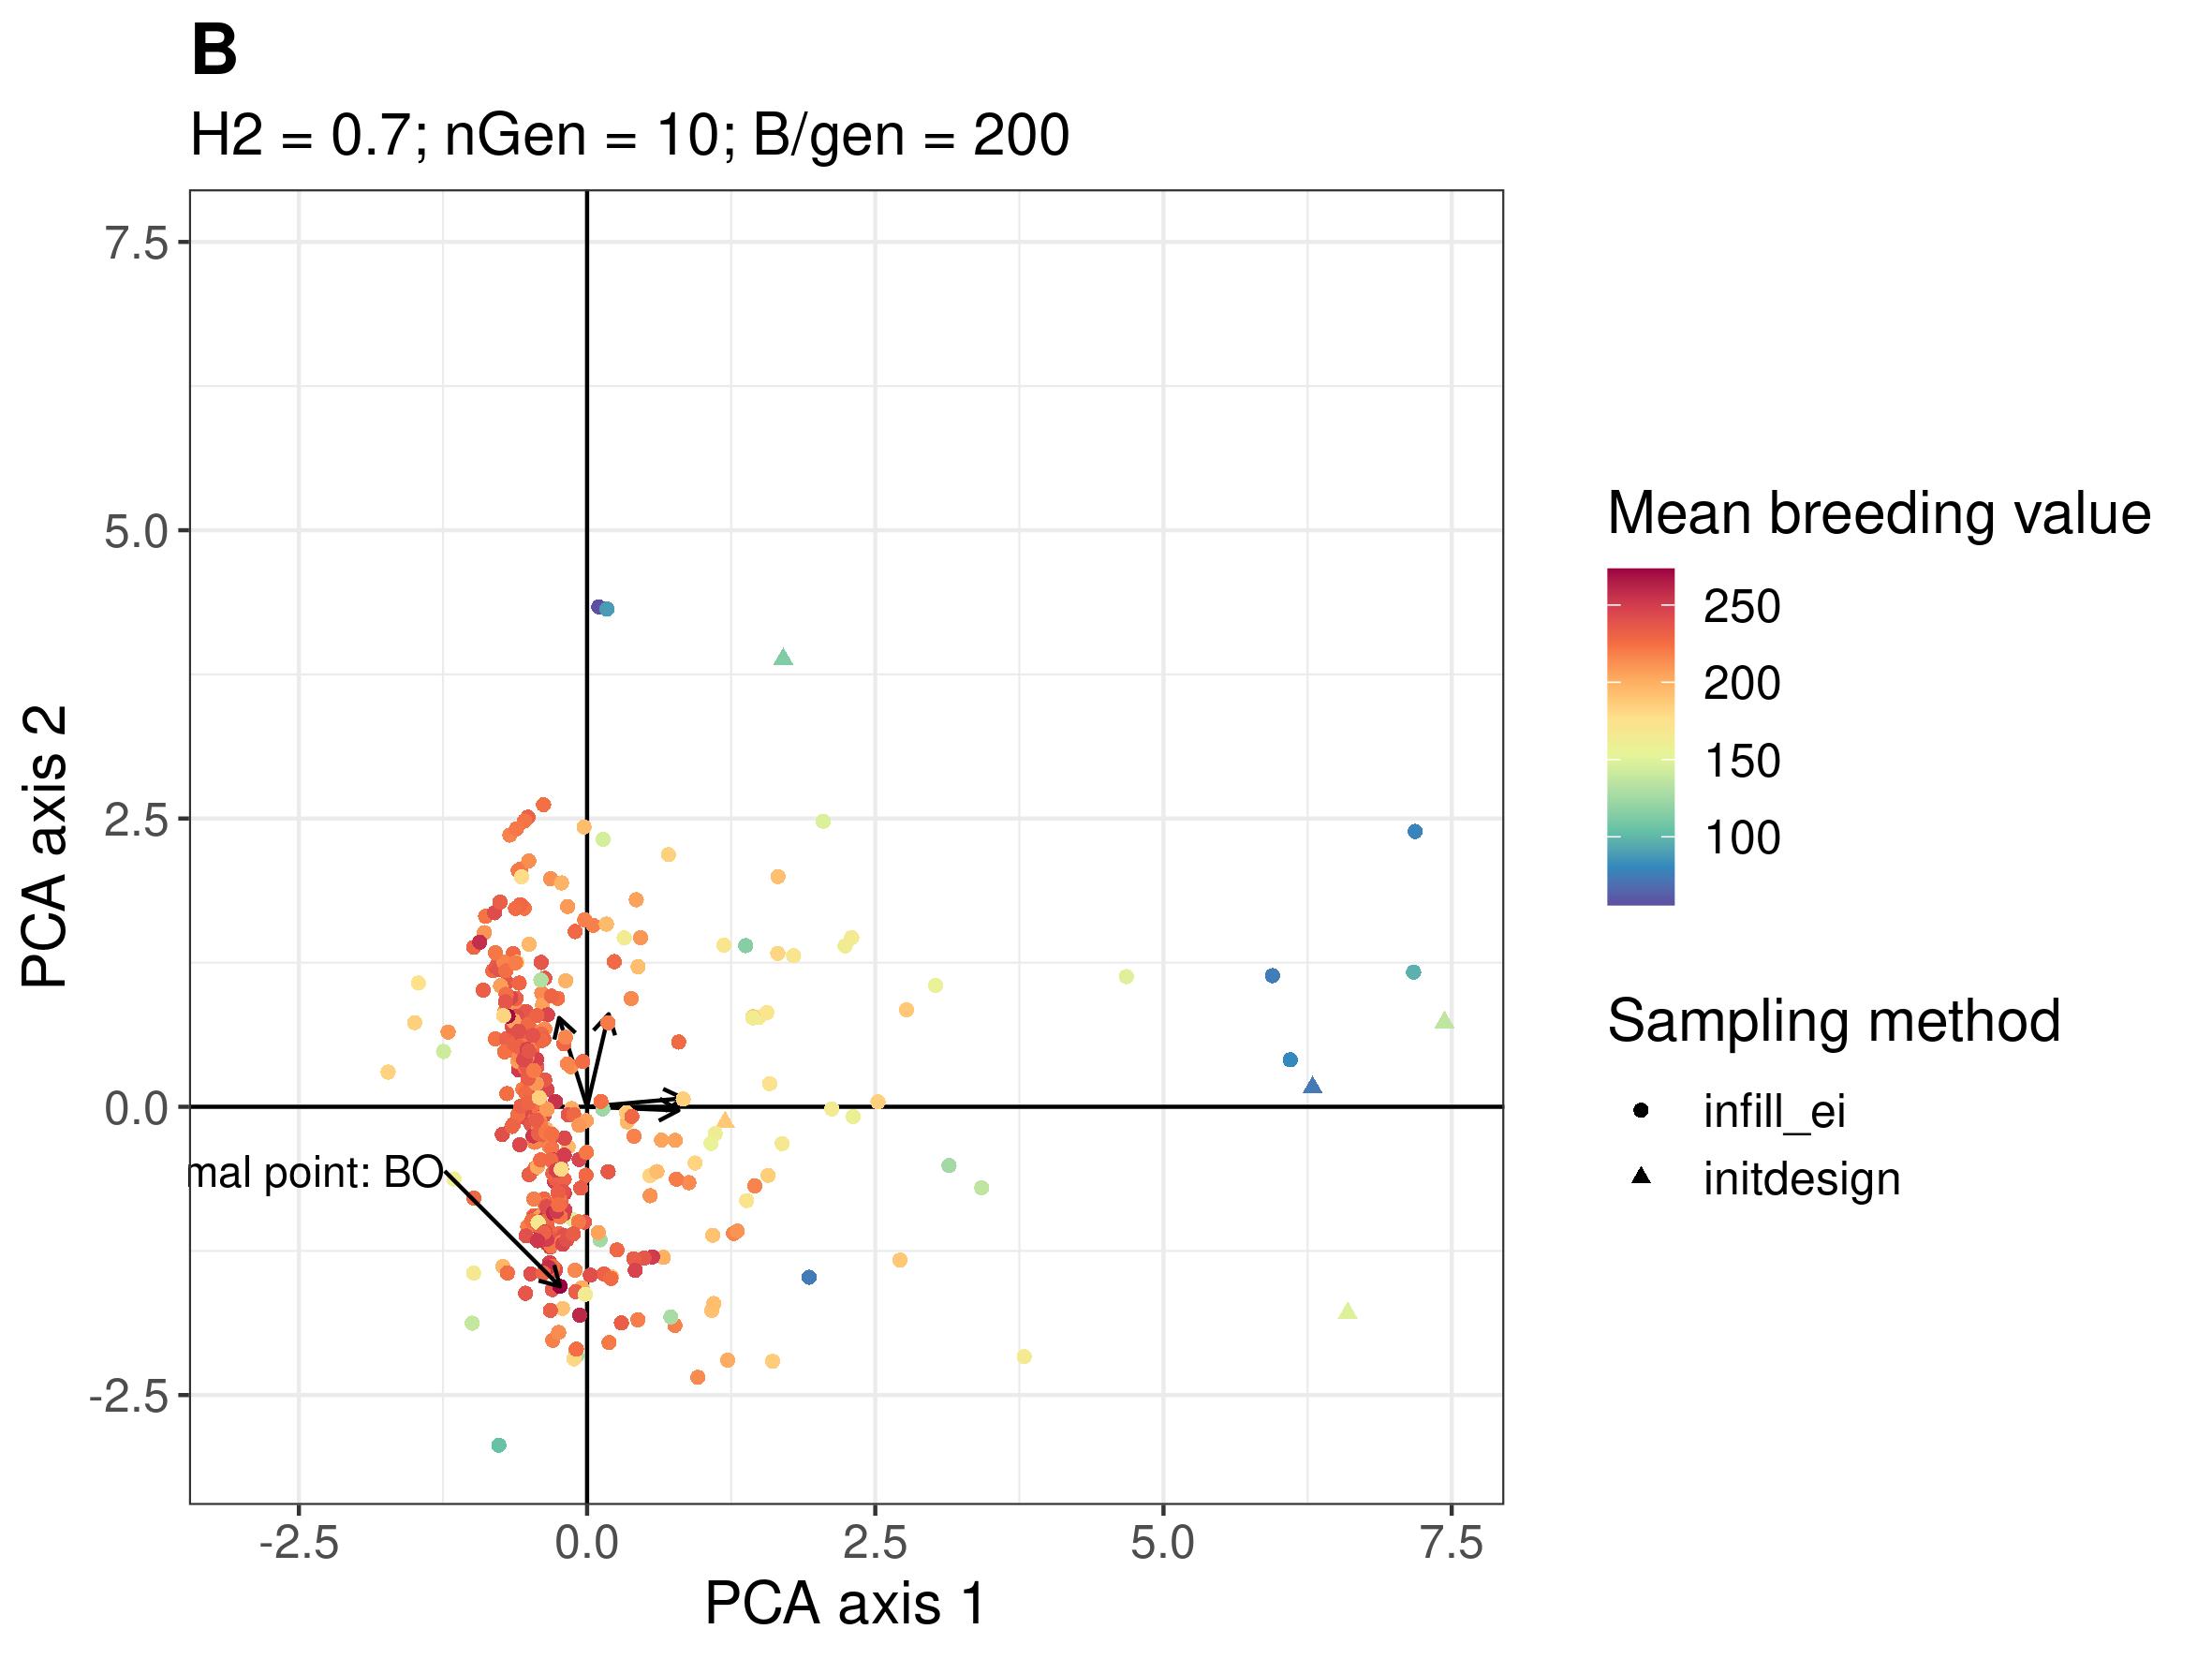 B
H2 = 0.7; nGen = 10; B/gen = 200
7.5
5.0
2.5
0.0
-2.5
PCA axis 2
mal point: BO
-2.5 0.0 2.5 5.0 7.5
PCA axis 1
Mean breeding value
250
200
150
100
Sampling method
infill_ei
initdesign